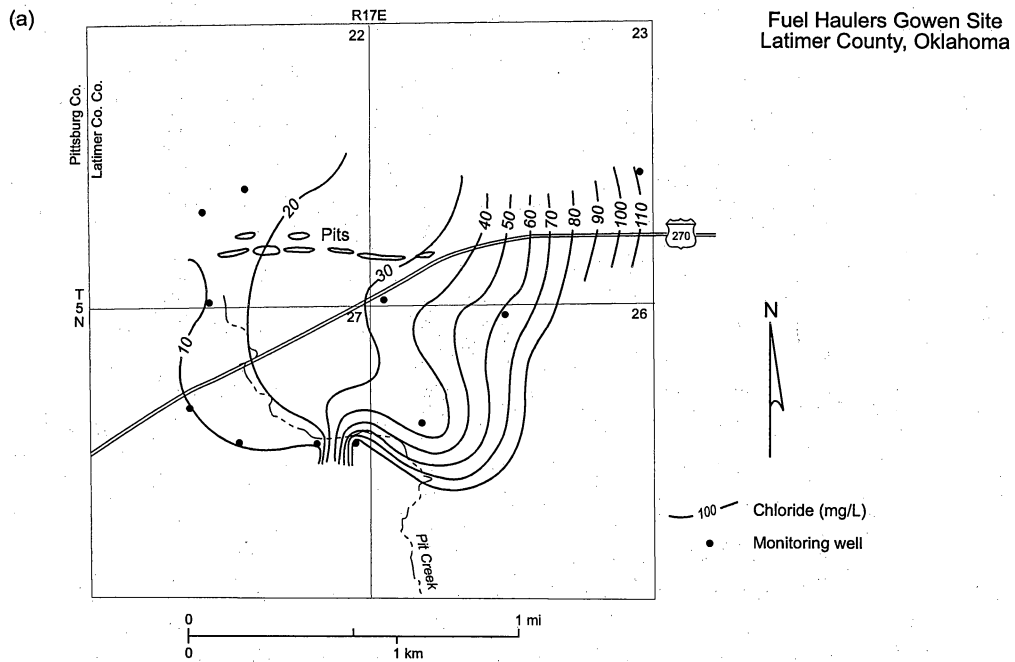 (a)
R17E
Fuel Haulers Gowen Site
Latimer County, Oklahoma
22
23
Pittsburg Co.
Latimer Co. Co.
20
Pits
30
40
50
60
70
80
90
100
110
270
T
5
N
27
26
10
N
100
Chloride (mg/L)
Monitoring well
Pit Creek
0
1 mi
0
1 km